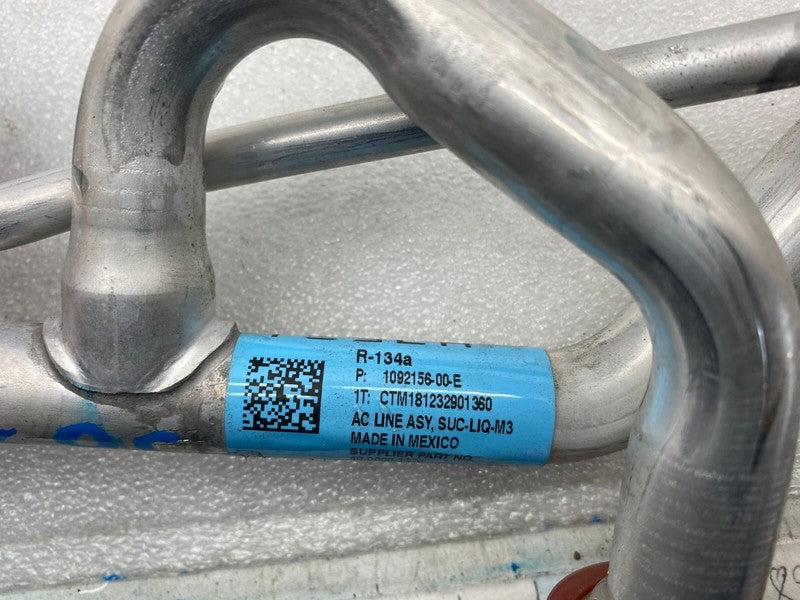 R-134a
P: 1092156-00-E
1T: CTM181232901360
AC LINE ASY, SUC-LIQ-M3
MADE IN MEXICO
SUPPLIER PART NO.